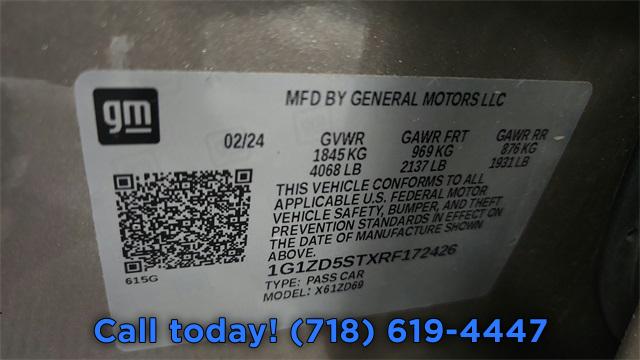 gm
MFD BY GENERAL MOTORS LLC
02/24 GVWR GAWR FRT GAWR RR
1845 KG 969 KG 876 KG
4068 LB 2137 LB 1931 LB
THIS VEHICLE CONFORMS TO ALL
APPLICABLE U.S. FEDERAL MOTOR
VEHICLE SAFETY, BUMPER, AND THEFT
PREVENTION STANDARDS IN EFFECT ON
THE DATE OF MANUFACTURE SHOWN
ABOVE.
1G1ZD5STXRF172426
TYPE: PASS CAR
MODEL: X61ZD69
615G
Call today! (718) 619-4447